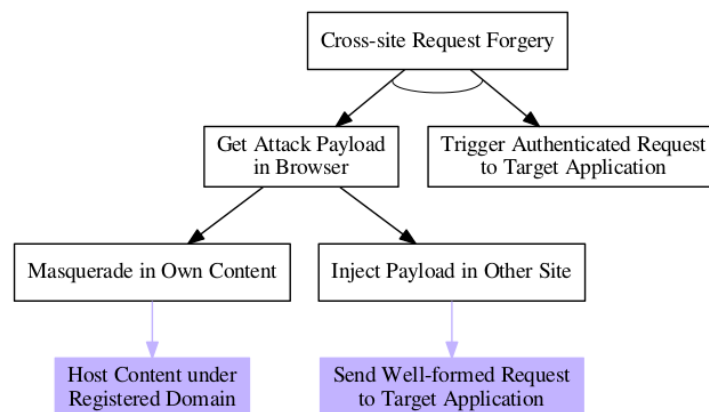 Cross-site Request Forgery
Get Attack Payload
in Browser
Trigger Authenticated Request
to Target Application
Masquerade in Own Content
Inject Payload in Other Site
Host Content under
Registered Domain
Send Well-formed Request
to Target Application